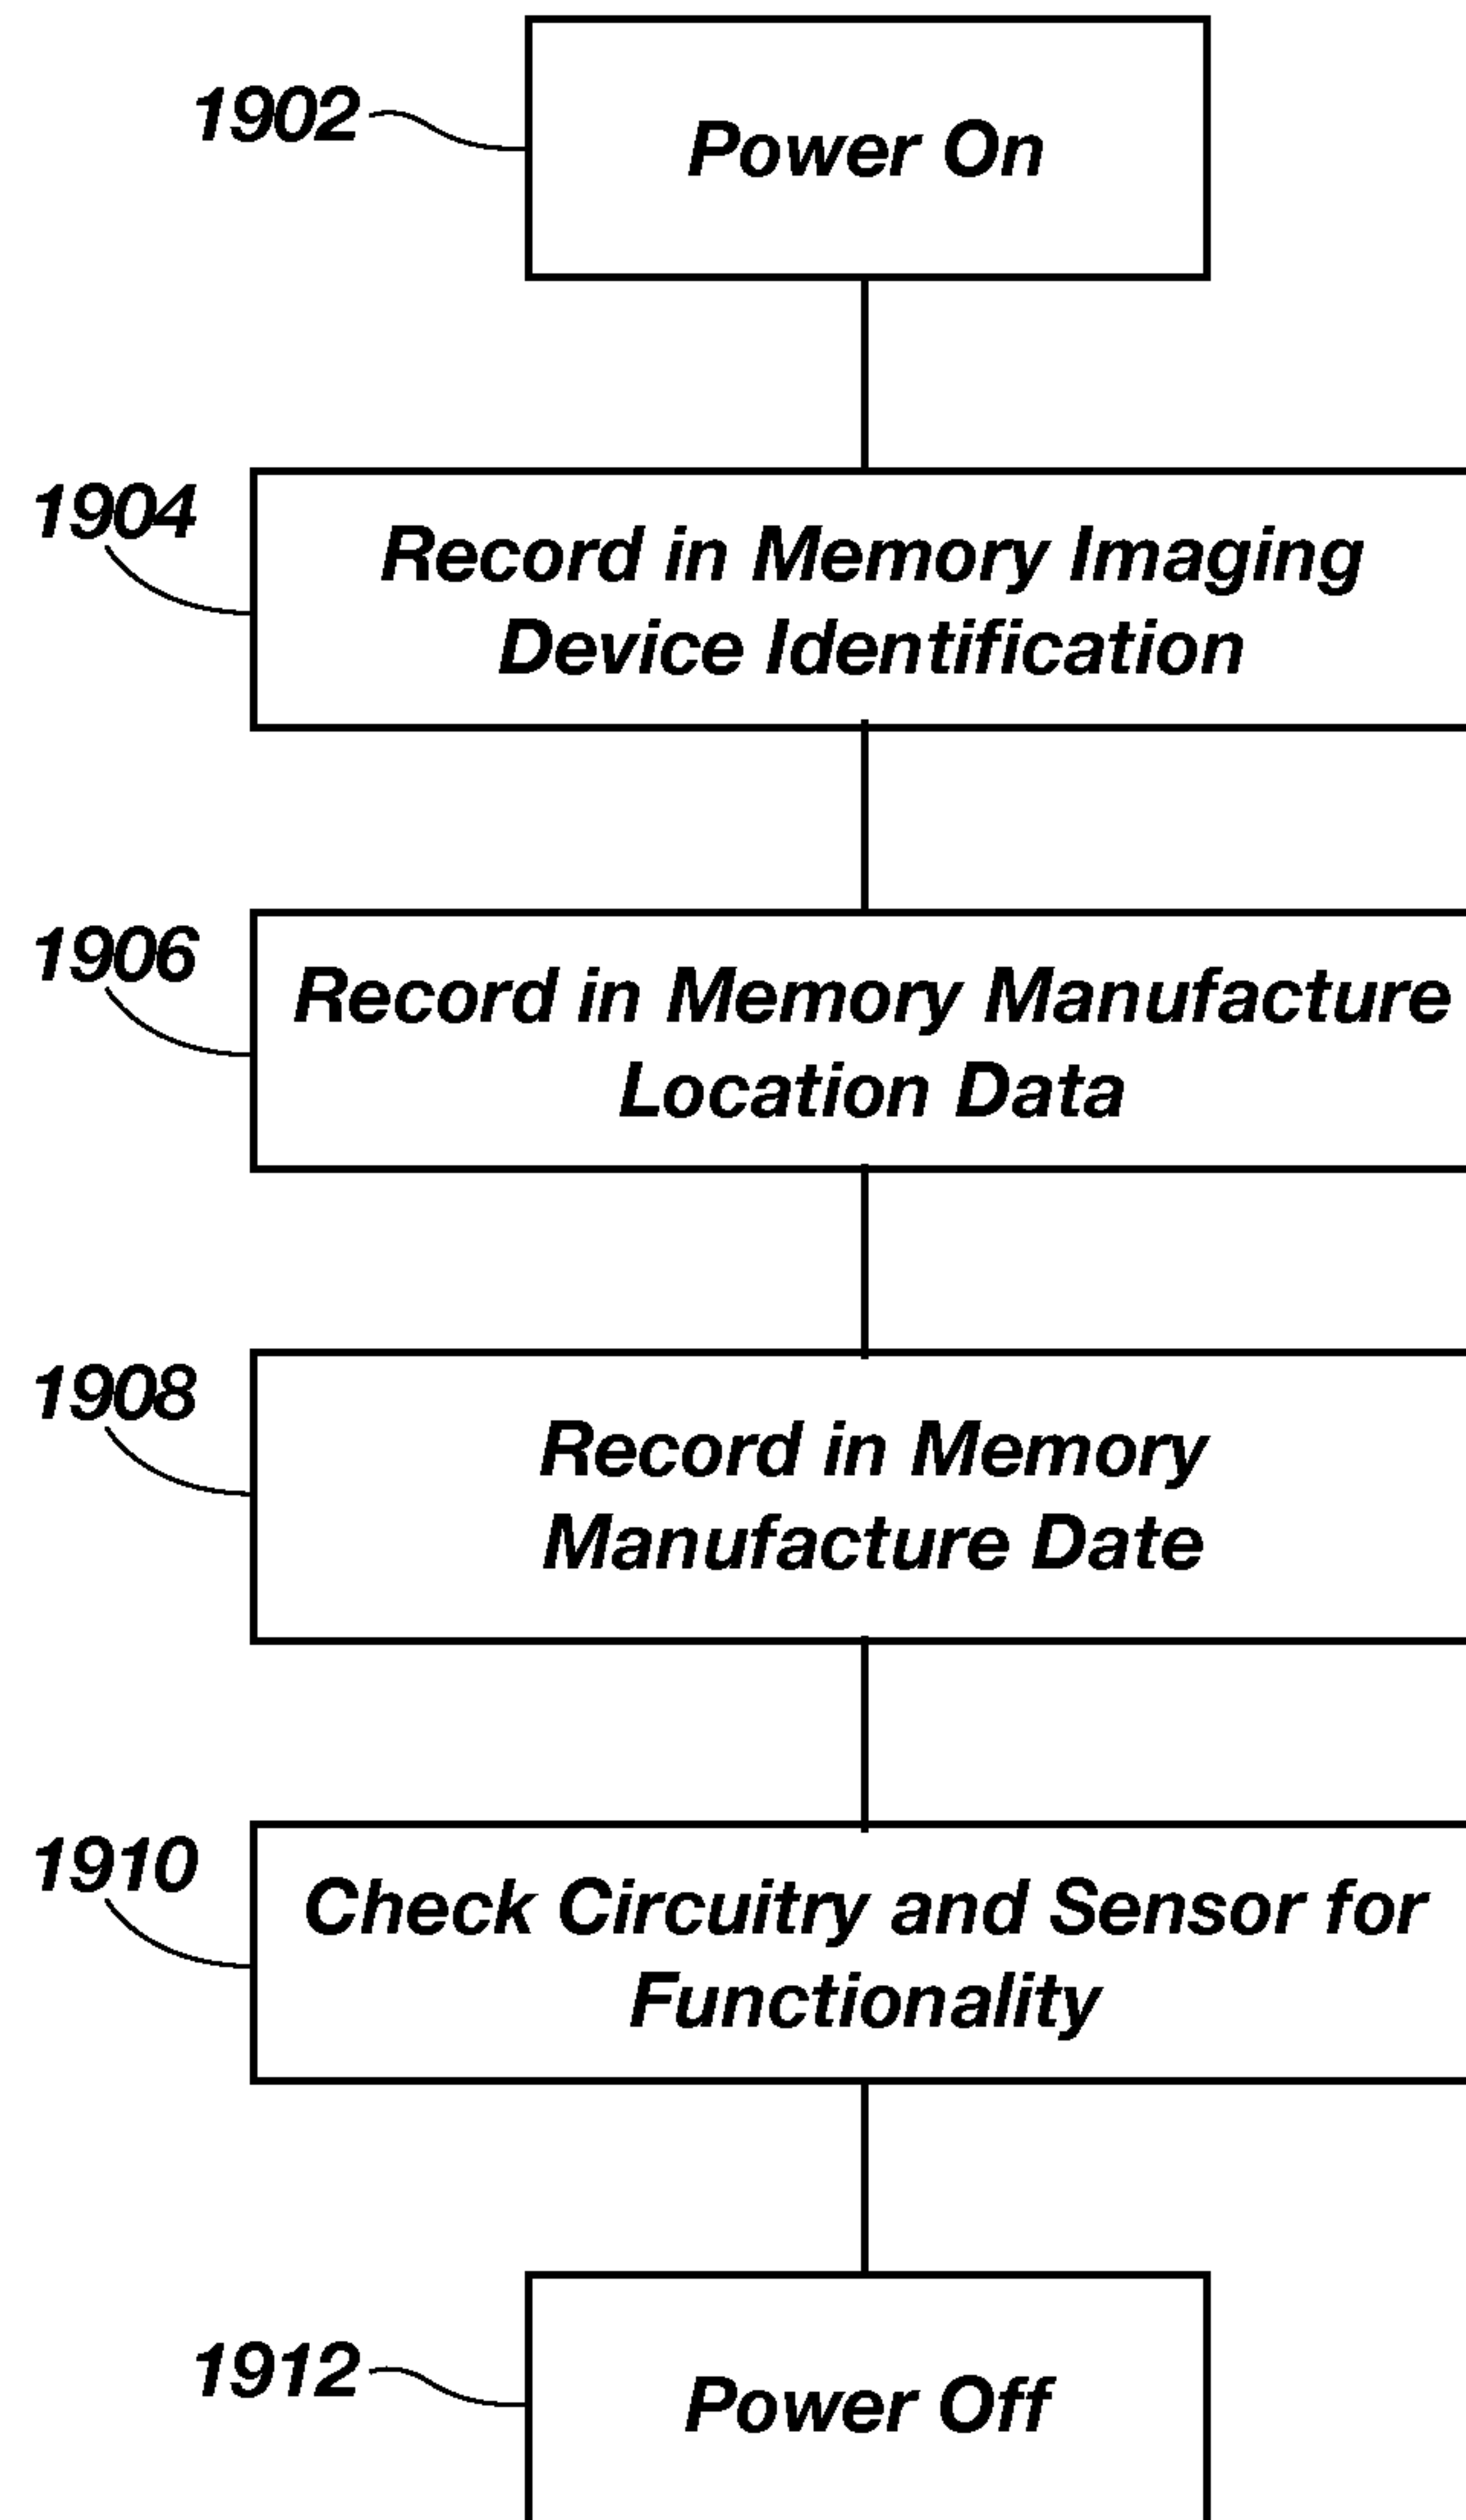 1902
Power On
1904
Record in Memory Imaging
Device Identification
1906
Record in Memory Manufacture
Location Data
1908
Record in Memory
Manufacture Date
1910
Check Circuitry and Sensor for
Functionality
1912
Power Off